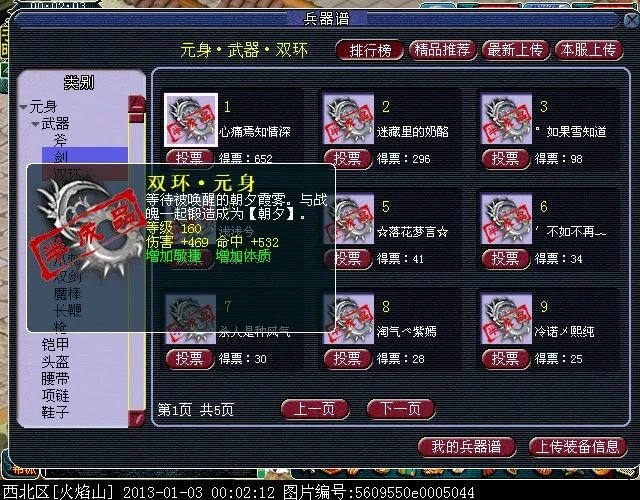 00:02:03
兵器谱
元身·武器·双环
排行榜
精品推荐
最新上传
本服上传
类别
元身
武器
斧
剑
双环
双剑
魔棒
长鞭
枪
铠甲
头盔
腰带
项链
鞋子
1
心痛焉知情深
投票 得票：652
2
迷藏里的奶酪
投票 得票：296
3
°如果雪知道
投票 得票：98
双环·元身
等待被唤醒的朝夕霞雾。与战
魄一起锻造成为【朝夕】。
等级 160
伤害 +469 命中 +532
增加敏捷 增加体质
半成品
5
☆落花梦言☆
投票 得票：41
6
′不如不再～
投票 得票：34
7
杀人是种风气
投票 得票：30
8
淘气ペ紫嫣
投票 得票：28
9
冷诺メ熙纯
投票 得票：25
第1页 共5页
上一页
下一页
我的兵器谱
上传装备信息
西北区[火焰山] 2013-01-03 00:02:12 图片编号:5609550e0005044